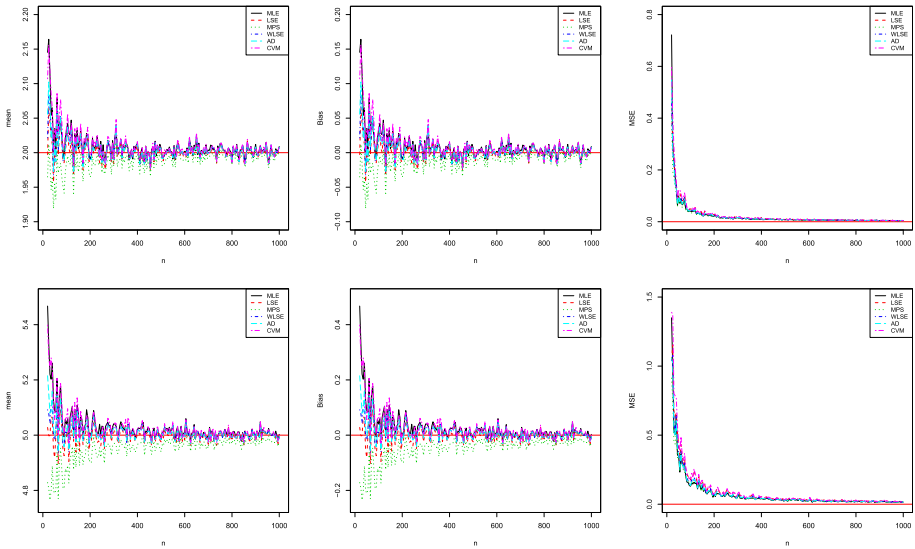 2.20
2.15
2.10
2.05
2.00
1.95
1.90
mean
0
200
400
600
800
1000
n
MLE
LSE
MPS
WLSE
AD
CVM
0.20
0.15
0.10
0.05
0.00
−0.05
−0.10
Bias
0
200
400
600
800
1000
n
MLE
LSE
MPS
WLSE
AD
CVM
0.8
0.6
0.4
0.2
0.0
MSE
0
200
400
600
800
1000
n
MLE
LSE
MPS
WLSE
AD
CVM
5.4
5.2
5.0
4.8
mean
0
200
400
600
800
1000
n
MLE
LSE
MPS
WLSE
AD
CVM
0.4
0.2
0.0
−0.2
Bias
0
200
400
600
800
1000
n
MLE
LSE
MPS
WLSE
AD
CVM
1.5
1.0
0.5
0.0
MSE
0
200
400
600
800
1000
n
MLE
LSE
MPS
WLSE
AD
CVM